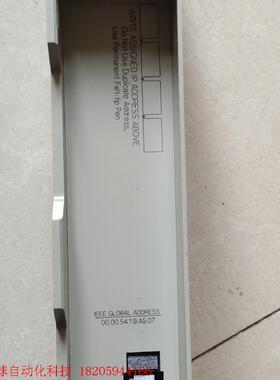 WRITE ASSIGNED IP ADDRESS ABOVE
Do Not Use Duplicate Address,
Use Permanent Felt-tip Pen
IEEE GLOBAL ADDRESS
00.00.54.19.A5.07
球自动化科技 18205944